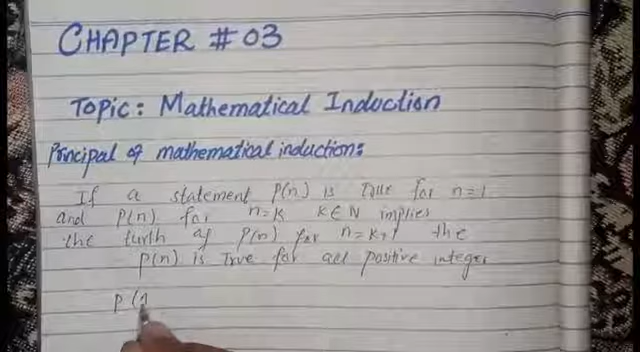 CHAPTER # 03
Topic: Mathematical Induction
Principal of mathematical induction:
If a statement P(n) is True for n=1
and P(n) for n=k k∈N implies
the turth of P(n) for n=k+1 the
P(n) is True for all positive integer
P(